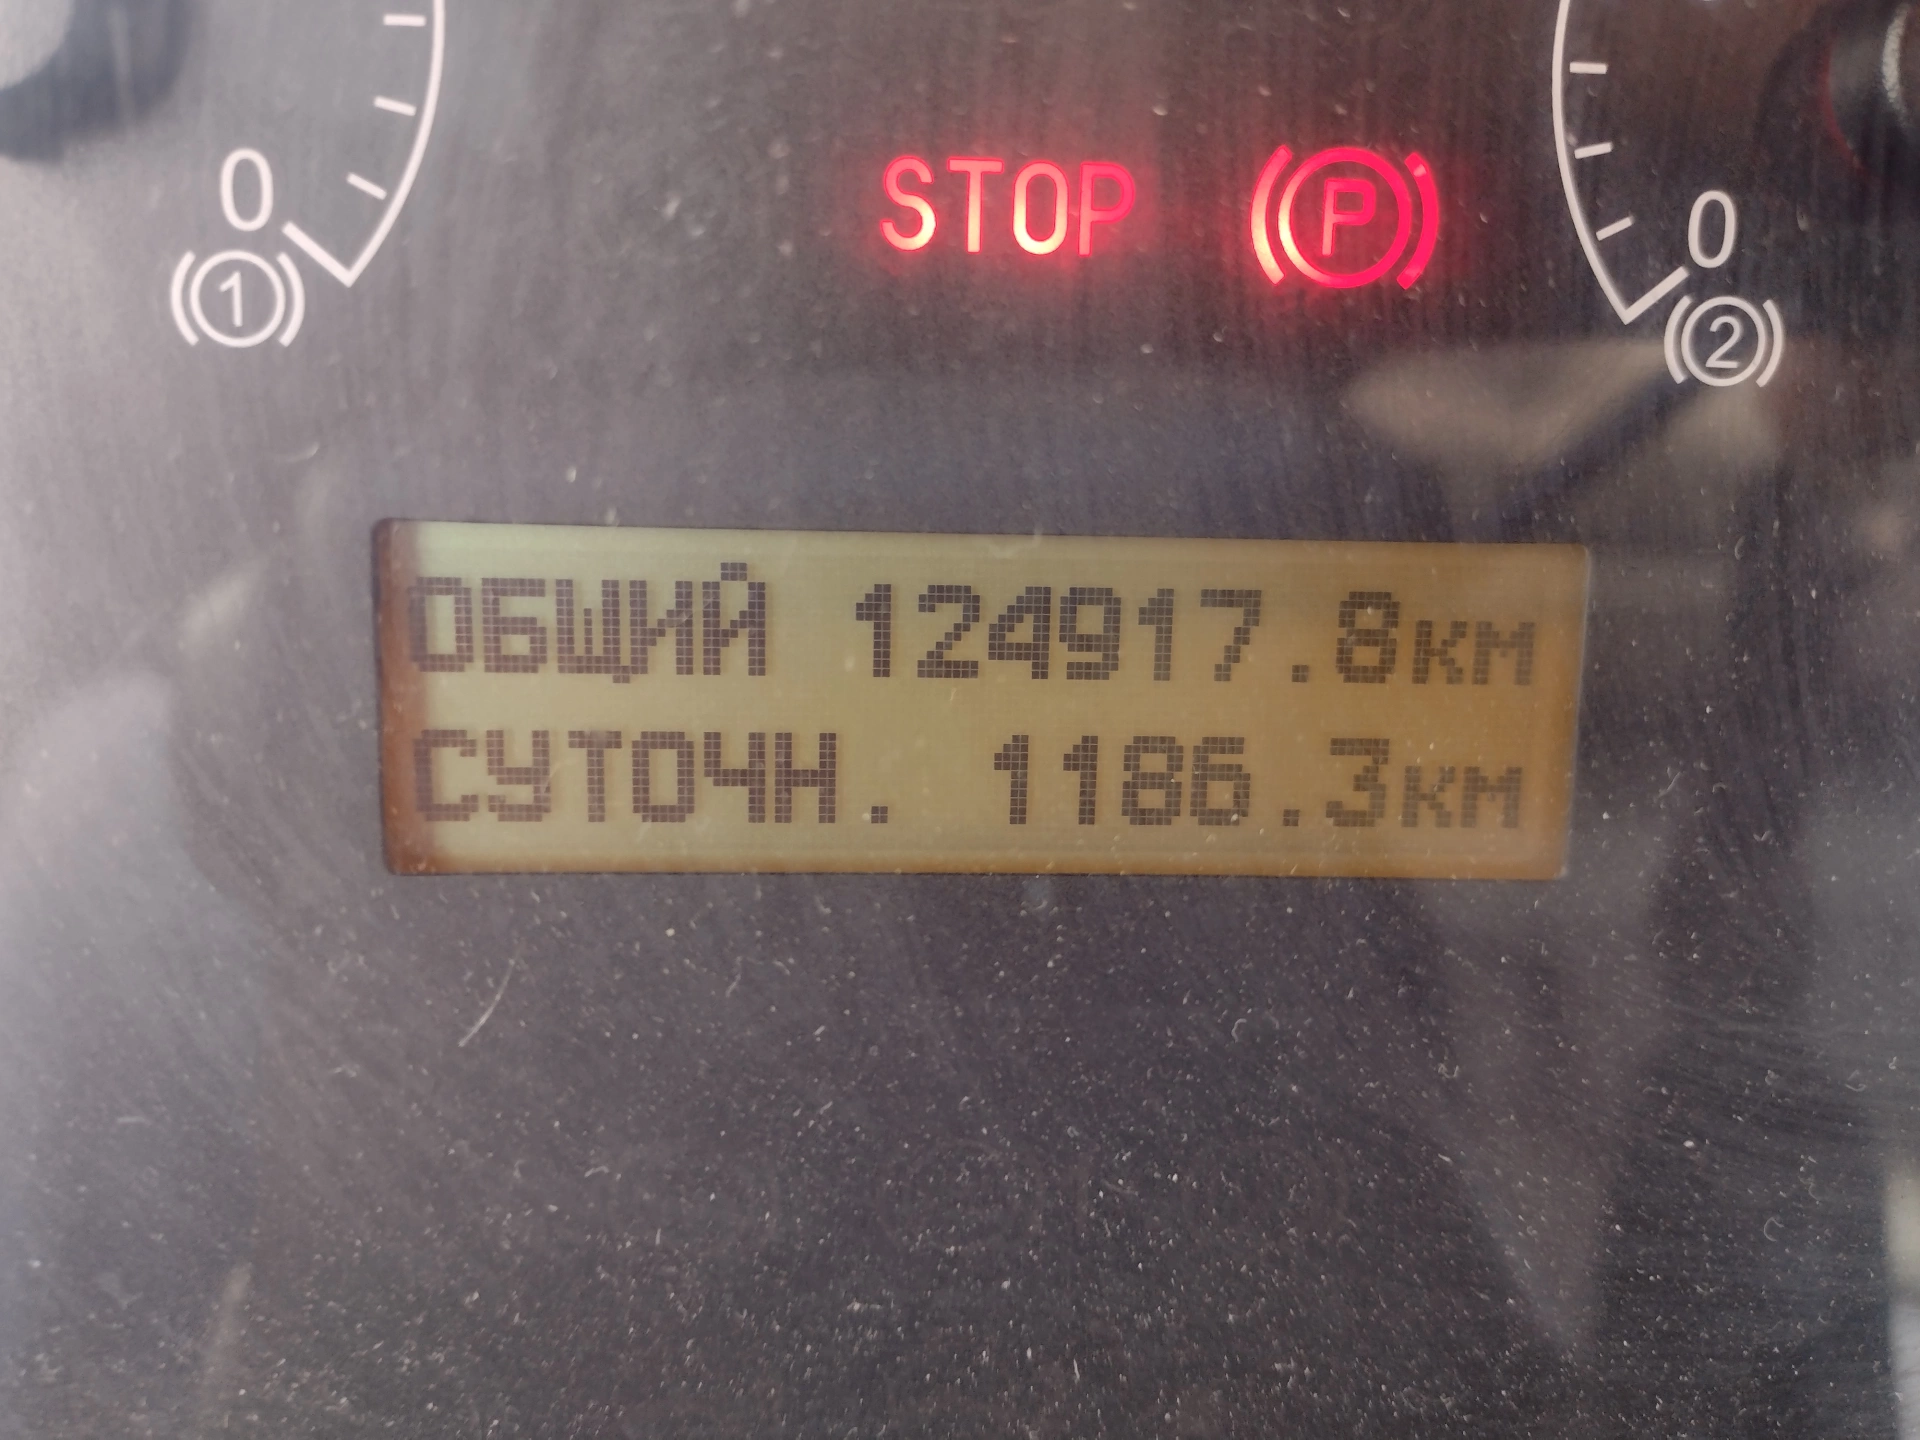 0
STOP (P)
0
(1)
(2)
ОБЩИЙ 124917.8км
СУТОЧН. 1186.3км